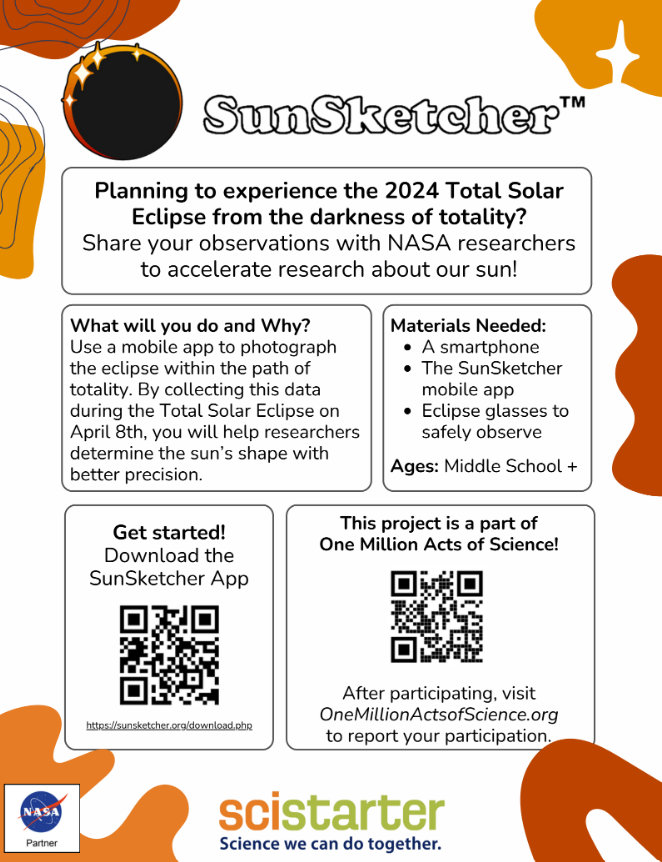 SunSketcher™
Planning to experience the 2024 Total Solar
Eclipse from the darkness of totality?
Share your observations with NASA researchers
to accelerate research about our sun!
What will you do and Why?
Use a mobile app to photograph
the eclipse within the path of
totality. By collecting this data
during the Total Solar Eclipse on
April 8th, you will help researchers
determine the sun's shape with
better precision.
Materials Needed:
• A smartphone
• The SunSketcher
mobile app
• Eclipse glasses to
safely observe
Ages: Middle School +
Get started!
Download the
SunSketcher App
https://sunsketcher.org/download.php
This project is a part of
One Million Acts of Science!
After participating, visit
OneMillionActsofScience.org
to report your participation.
NASA
Partner
scistarter
Science we can do together.